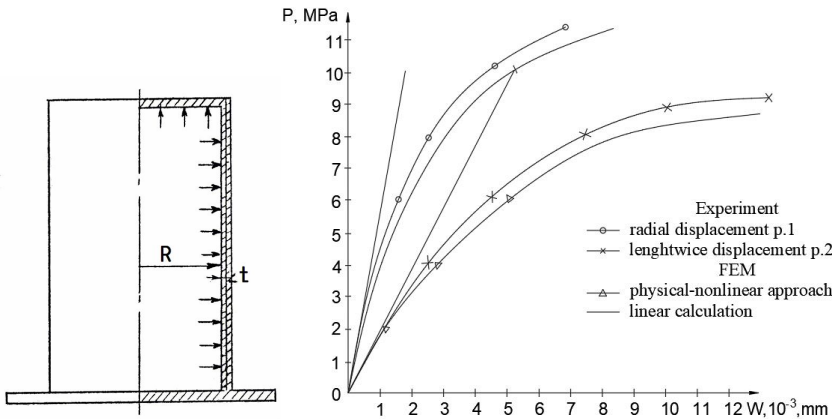 R
t
P, MPa
11
10
9
8
7
6
5
4
3
2
1
0
1 2 3 4 5 6 7 8 9 10 11 12 W,10-3,mm
Experiment
radial displacement p.1
lenghtwice displacement p.2
FEM
physical-nonlinear approach
linear calculation